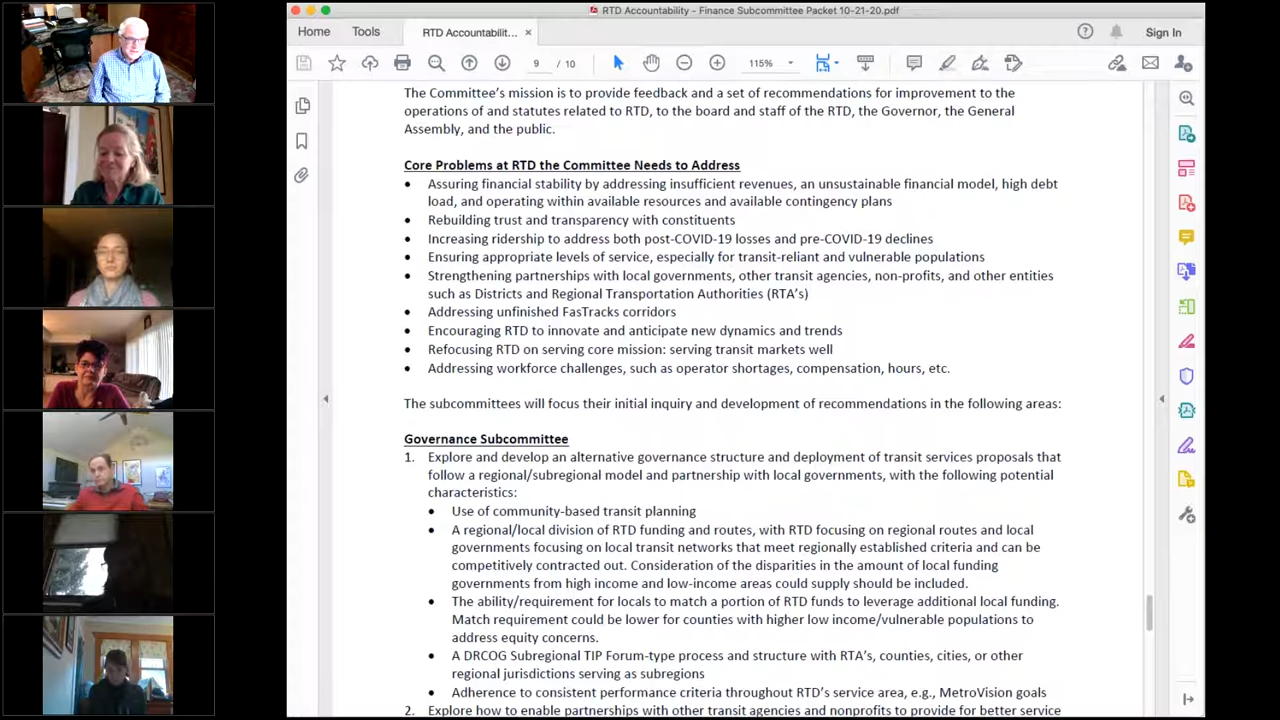 RTD Accountability - Finance Subcommittee Packet 10-21-20.pdf
Home
Tools
RTD Accountabilit...
Sign In
9 / 10
115%
The Committee's mission is to provide feedback and a set of recommendations for improvement to the
operations of and statutes related to RTD, to the board and staff of the RTD, the Governor, the General
Assembly, and the public.
Core Problems at RTD the Committee Needs to Address
• Assuring financial stability by addressing insufficient revenues, an unsustainable financial model, high debt
load, and operating within available resources and available contingency plans
• Rebuilding trust and transparency with constituents
• Increasing ridership to address both post-COVID-19 losses and pre-COVID-19 declines
• Ensuring appropriate levels of service, especially for transit-reliant and vulnerable populations
• Strengthening partnerships with local governments, other transit agencies, non-profits, and other entities
such as Districts and Regional Transportation Authorities (RTA's)
• Addressing unfinished FasTracks corridors
• Encouraging RTD to innovate and anticipate new dynamics and trends
• Refocusing RTD on serving core mission: serving transit markets well
• Addressing workforce challenges, such as operator shortages, compensation, hours, etc.
The subcommittees will focus their initial inquiry and development of recommendations in the following areas:
Governance Subcommittee
1. Explore and develop an alternative governance structure and deployment of transit services proposals that
follow a regional/subregional model and partnership with local governments, with the following potential
characteristics:
• Use of community-based transit planning
• A regional/local division of RTD funding and routes, with RTD focusing on regional routes and local
governments focusing on local transit networks that meet regionally established criteria and can be
competitively contracted out. Consideration of the disparities in the amount of local funding
governments from high income and low-income areas could supply should be included.
• The ability/requirement for locals to match a portion of RTD funds to leverage additional local funding.
Match requirement could be lower for counties with higher low income/vulnerable populations to
address equity concerns.
• A DRCOG Subregional TIP Forum-type process and structure with RTA's, counties, cities, or other
regional jurisdictions serving as subregions
• Adherence to consistent performance criteria throughout RTD's service area, e.g., MetroVision goals
2. Explore how to enable partnerships with other transit agencies and nonprofits to provide for better service